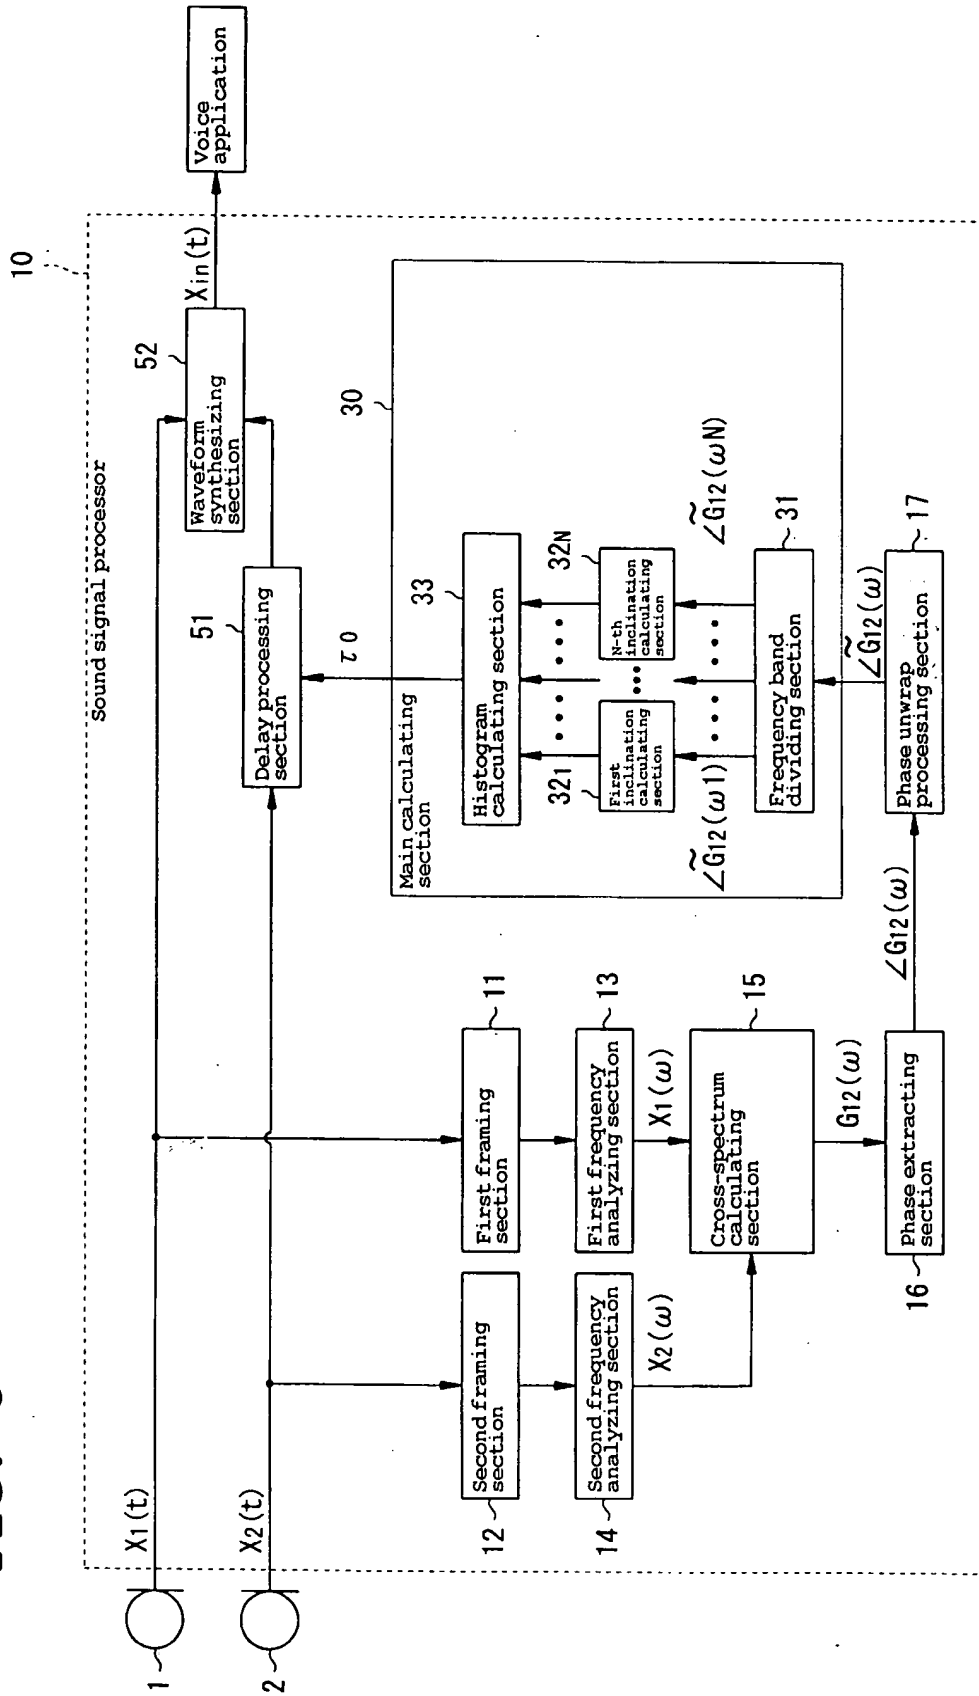 10
Sound signal processor
1
X1(t)
2
X2(t)
52
Waveform
synthesizing
section
Xin(t)
Voice
application
51
Delay processing
section
τ0
30
Main calculating
section
33
Histogram
calculating section
321
First
inclination
calculating
section
32N
N-th
inclination
calculating
section
∠G̃12(ω1)
∠G̃12(ωN)
Frequency band
dividing section
31
∠G̃12(ω)
Phase unwrap
processing section
17
∠G12(ω)
First framing
section
11
Second framing
section
12
First frequency
analyzing section
13
Second frequency
analyzing section
14
X1(ω)
X2(ω)
Cross-spectrum
calculating
section
15
G12(ω)
Phase extracting
section
16